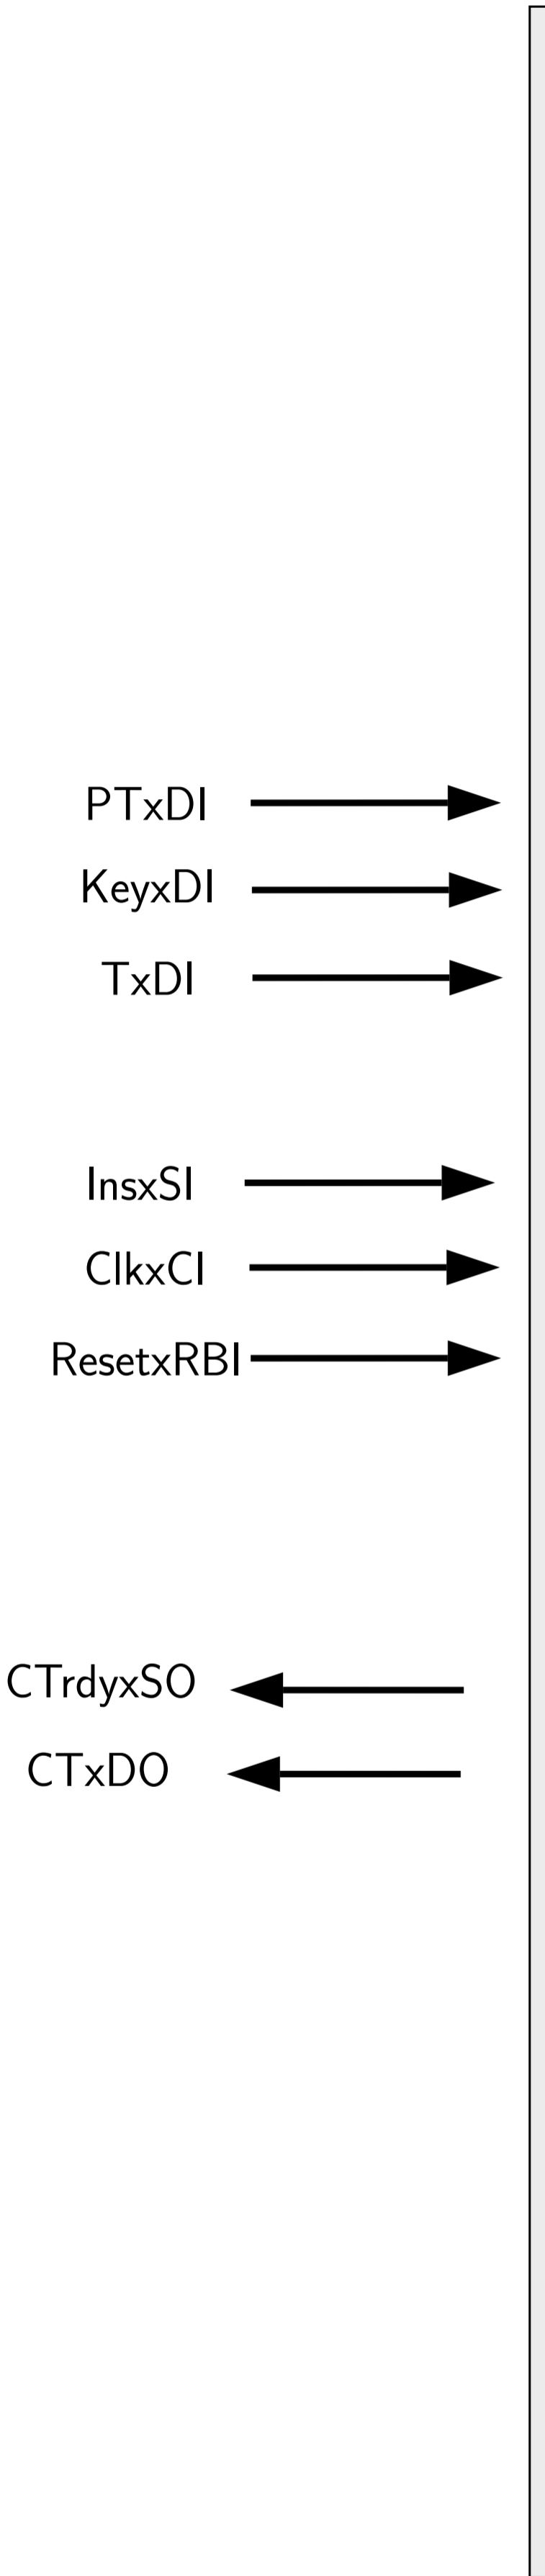 PTxDI
KeyxDI
TxDI
InsxSI
ClkxCI
ResetxRBI
CTrdyxSO
CTxDO